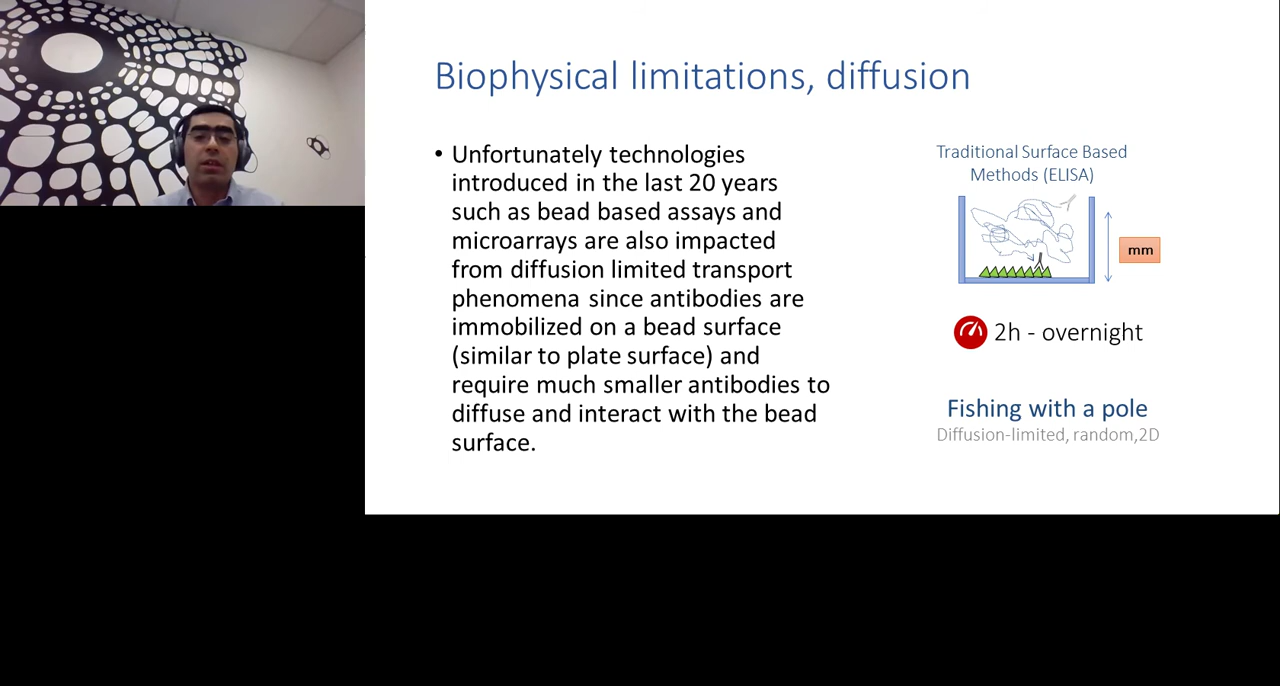 Biophysical limitations, diffusion
• Unfortunately technologies
introduced in the last 20 years
such as bead based assays and
microarrays are also impacted
from diffusion limited transport
phenomena since antibodies are
immobilized on a bead surface
(similar to plate surface) and
require much smaller antibodies to
diffuse and interact with the bead
surface.
Traditional Surface Based
Methods (ELISA)
mm
2h - overnight
Fishing with a pole
Diffusion-limited, random,2D